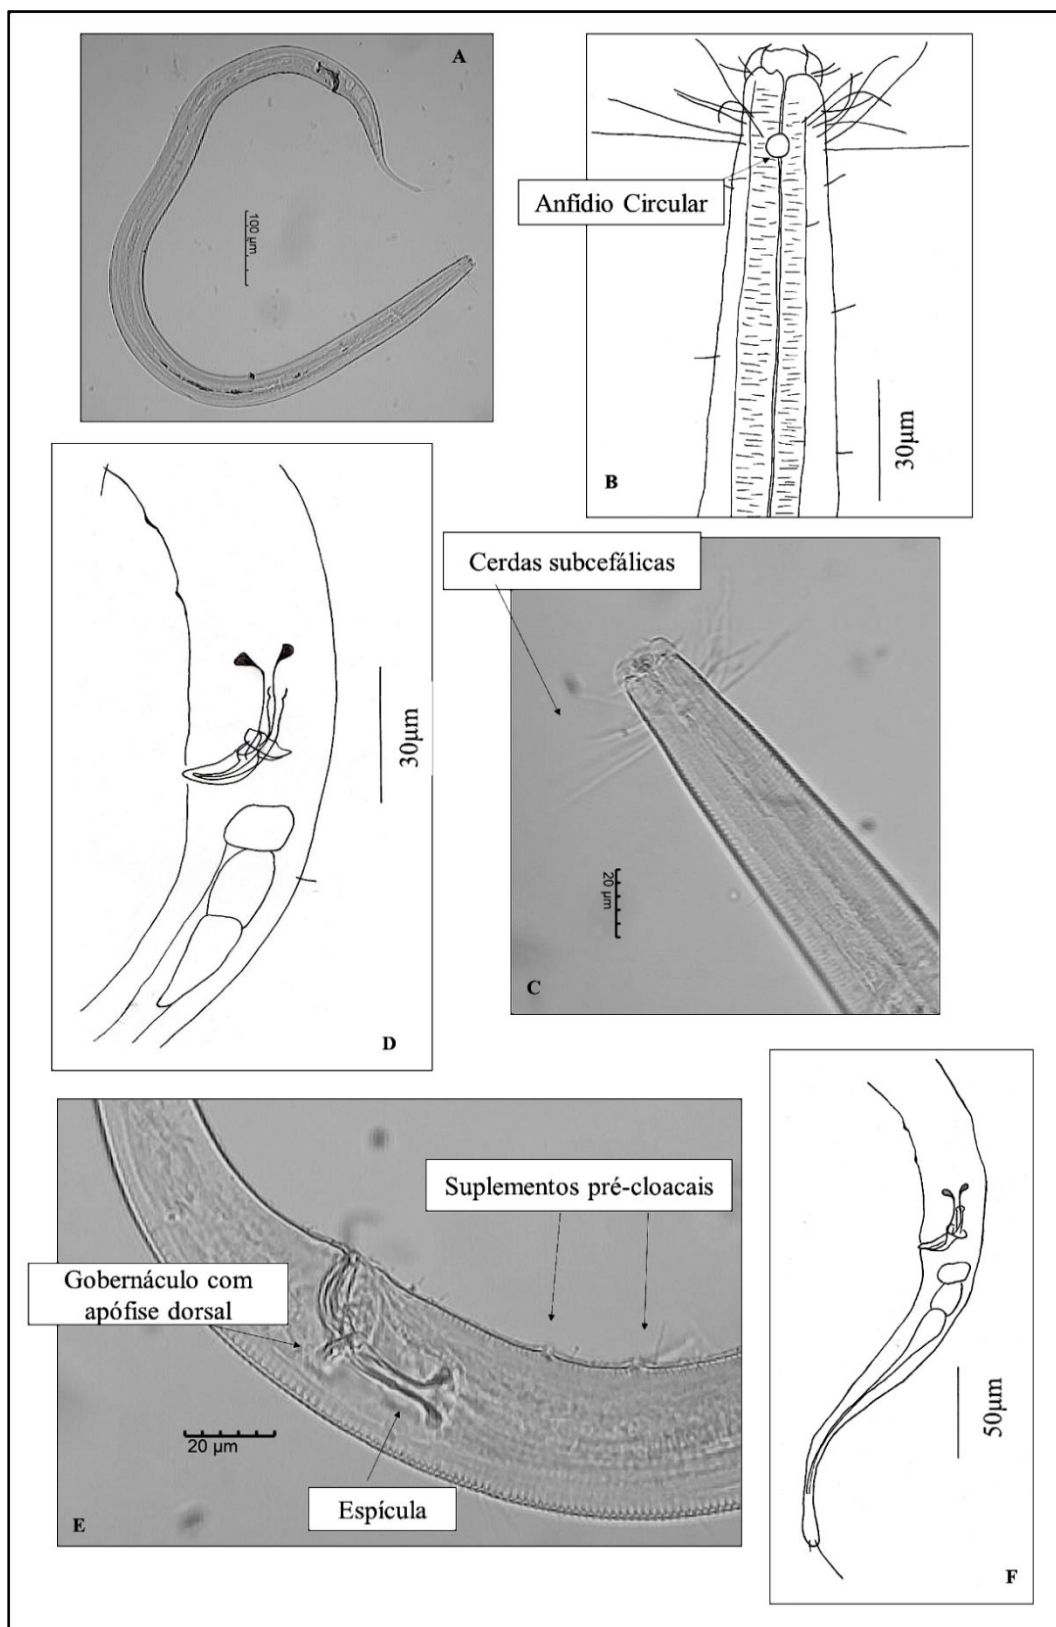 A
100 µm
B
Anfídio Circular
30µm
Cerdas subcefálicas
20 µm
C
30µm
D
Suplementos pré-cloacais
Gobernáculo com
apófise dorsal
20 µm
Espícula
E
50µm
F